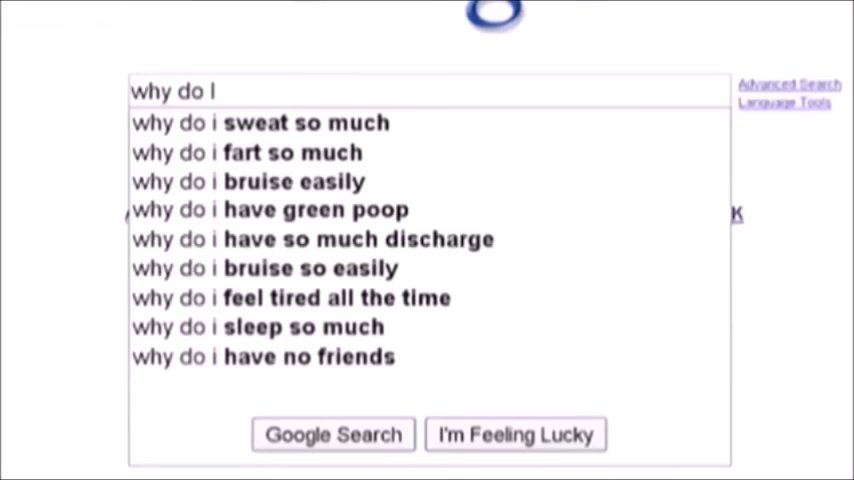 g
why do I
Advanced Search
Language Tools
why do i sweat so much
why do i fart so much
why do i bruise easily
why do i have green poop
K
why do i have so much discharge
why do i bruise so easily
why do i feel tired all the time
why do i sleep so much
why do i have no friends
Google Search
I'm Feeling Lucky